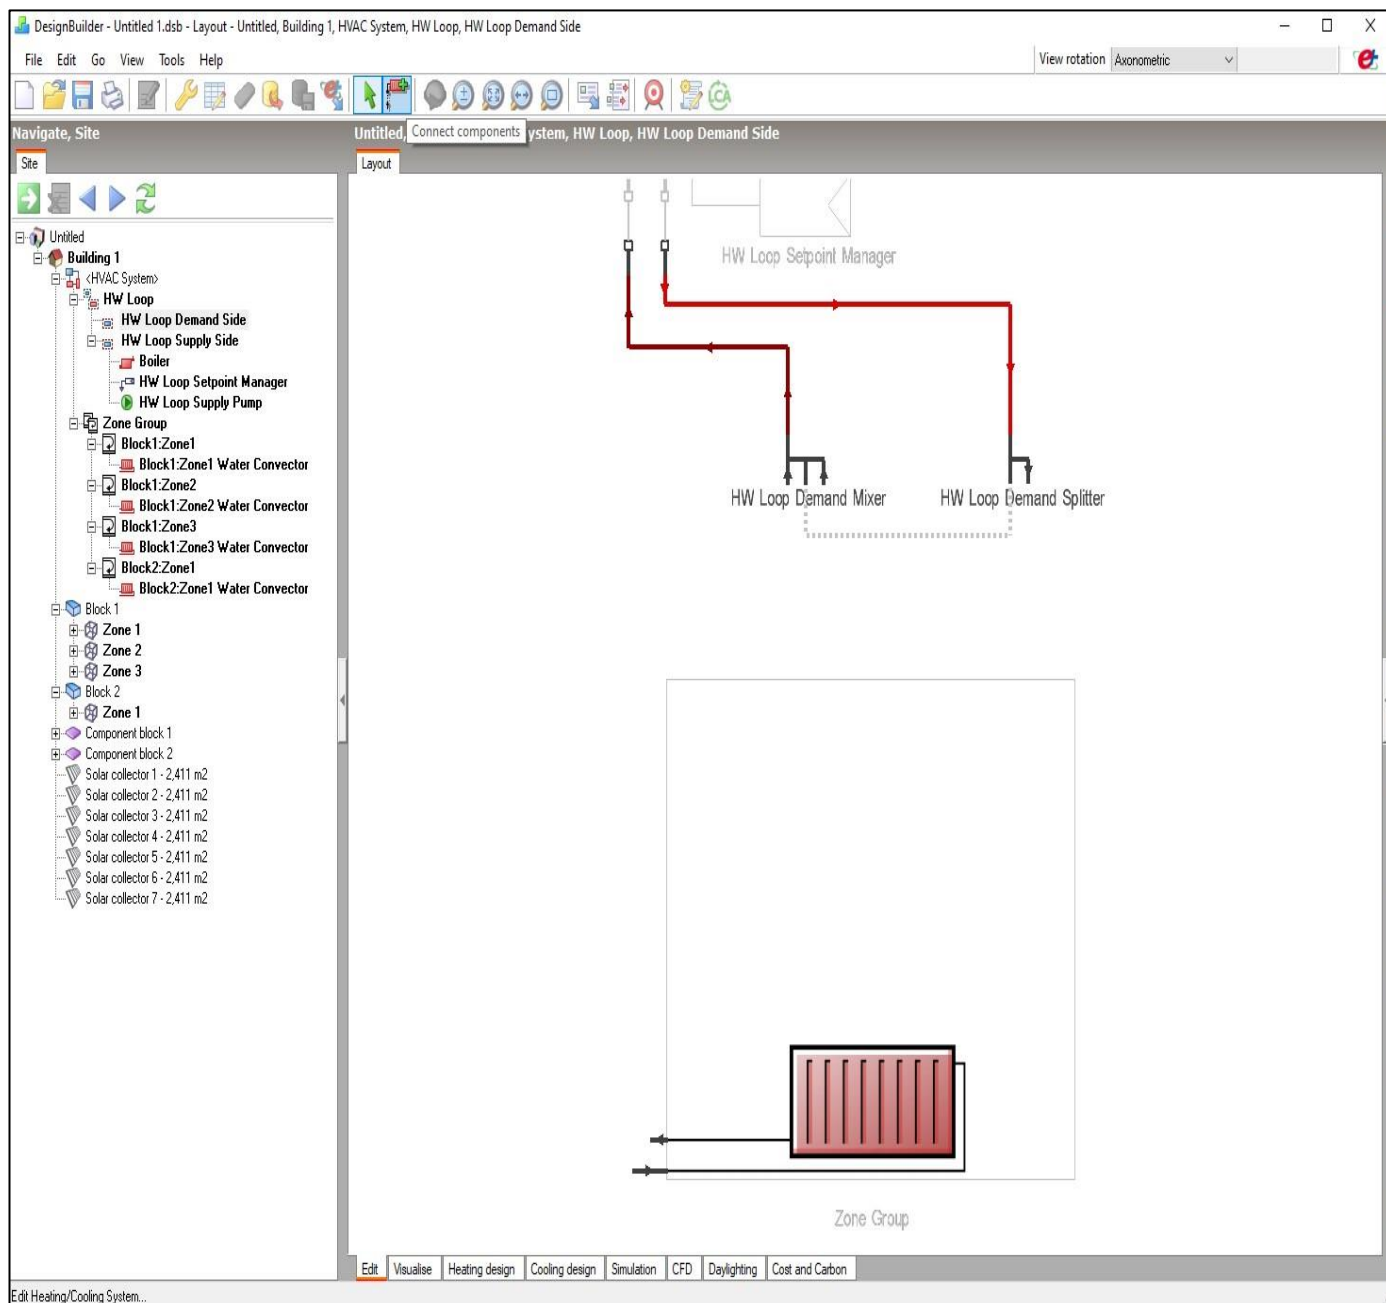 DesignBuilder - Untitled 1.dsb - Layout - Untitled, Building 1, HVAC System, HW Loop, HW Loop Demand Side
File Edit Go View Tools Help
View rotation Axonometric
Navigate, Site
Untitled, Connect components ystem, HW Loop, HW Loop Demand Side
Site
Layout
Untitled
Building 1
<HVAC System>
HW Loop
HW Loop Demand Side
HW Loop Supply Side
Boiler
HW Loop Setpoint Manager
HW Loop Supply Pump
Zone Group
Block1:Zone1
Block1:Zone1 Water Convector
Block1:Zone2
Block1:Zone2 Water Convector
Block1:Zone3
Block1:Zone3 Water Convector
Block2:Zone1
Block2:Zone1 Water Convector
Block 1
Zone 1
Zone 2
Zone 3
Block 2
Zone 1
Component block 1
Component block 2
Solar collector 1 - 2,411 m2
Solar collector 2 - 2,411 m2
Solar collector 3 - 2,411 m2
Solar collector 4 - 2,411 m2
Solar collector 5 - 2,411 m2
Solar collector 6 - 2,411 m2
Solar collector 7 - 2,411 m2
HW Loop Setpoint Manager
HW Loop Demand Mixer
HW Loop Demand Splitter
Zone Group
Edit Visualise Heating design Cooling design Simulation CFD Daylighting Cost and Carbon
Edit Heating/Cooling System...